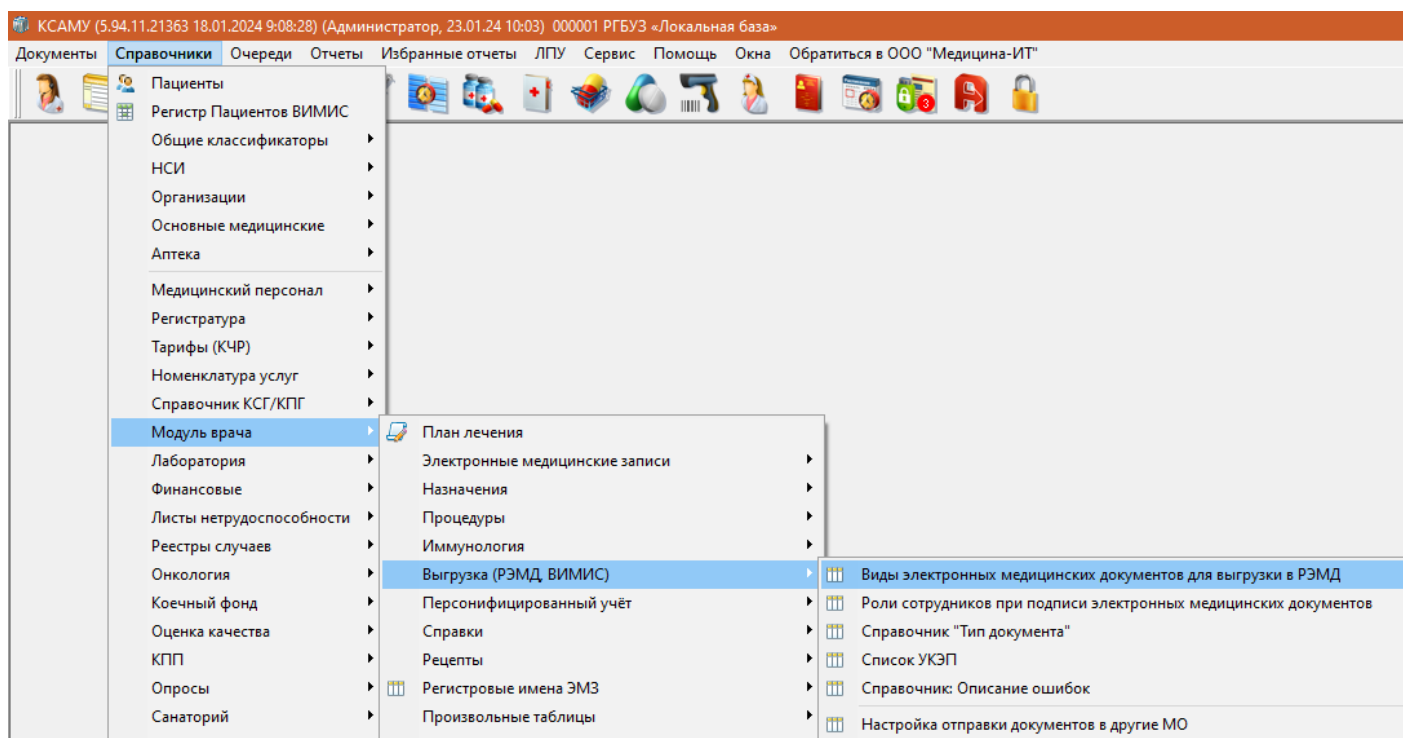 КСАМУ (5.94.11.21363 18.01.2024 9:08:28) (Администратор, 23.01.24 10:03) 000001 РГБУЗ «Локальная база»
Документы Справочники Очереди Отчеты Избранные отчеты ЛПУ Сервис Помощь Окна Обратиться в ООО "Медицина-ИТ"
3
Пациенты
Регистр Пациентов ВИМИС
Общие классификаторы
НСИ
Организации
Основные медицинские
Аптека
Медицинский персонал
Регистратура
Тарифы (КЧР)
Номенклатура услуг
Справочник КСГ/КПГ
Модуль врача
Лаборатория
Финансовые
Листы нетрудоспособности
Реестры случаев
Онкология
Коечный фонд
Оценка качества
КПП
Опросы
Санаторий
План лечения
Электронные медицинские записи
Назначения
Процедуры
Иммунология
Выгрузка (РЭМД, ВИМИС)
Персонифицированный учёт
Справки
Рецепты
Регистровые имена ЭМЗ
Произвольные таблицы
Виды электронных медицинских документов для выгрузки в РЭМД
Роли сотрудников при подписи электронных медицинских документов
Справочник "Тип документа"
Список УКЭП
Справочник: Описание ошибок
Настройка отправки документов в другие МО